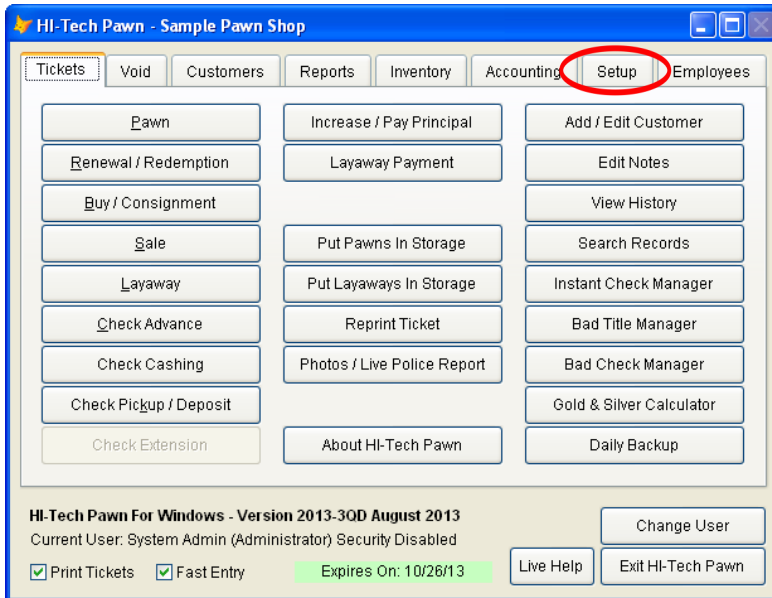 HI-Tech Pawn - Sample Pawn Shop
Tickets Void Customers Reports Inventory Accounting Setup Employees
Pawn Increase / Pay Principal Add / Edit Customer
Renewal / Redemption Layaway Payment Edit Notes
Buy / Consignment View History
Sale Put Pawns In Storage Search Records
Layaway Put Layaways In Storage Instant Check Manager
Check Advance Reprint Ticket Bad Title Manager
Check Cashing Photos / Live Police Report Bad Check Manager
Check Pickup / Deposit Gold & Silver Calculator
Check Extension About HI-Tech Pawn Daily Backup
HI-Tech Pawn For Windows - Version 2013-3QD August 2013
Current User: System Admin (Administrator) Security Disabled
Change User
Print Tickets Fast Entry Expires On: 10/26/13 Live Help Exit HI-Tech Pawn